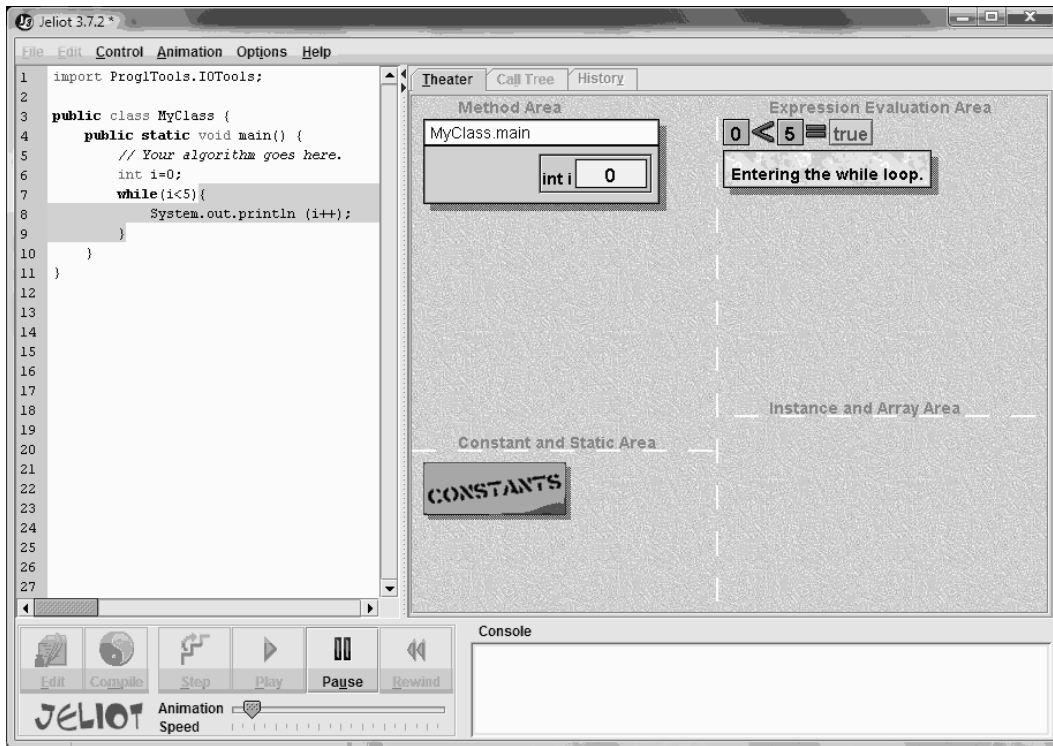 Jeliot 3.7.2 *
File Edit Control Animation Options Help
1 import Prog1Tools.IOTools;
2
3 public class MyClass {
4 public static void main() {
5 // Your algorithm goes here.
6 int i=0;
7 while(i<5){
8 System.out.println (i++);
9 }
10 }
11 }
12
13
14
15
16
17
18
19
20
21
22
23
24
25
26
27
Theater Call Tree History
Method Area
MyClass.main
int i 0
Expression Evaluation Area
0 < 5 = true
Entering the while loop.
Constant and Static Area
CONSTANTS
Instance and Array Area
Edit Compile Step Play Pause Rewind
JELIOT
Animation
Speed
Console